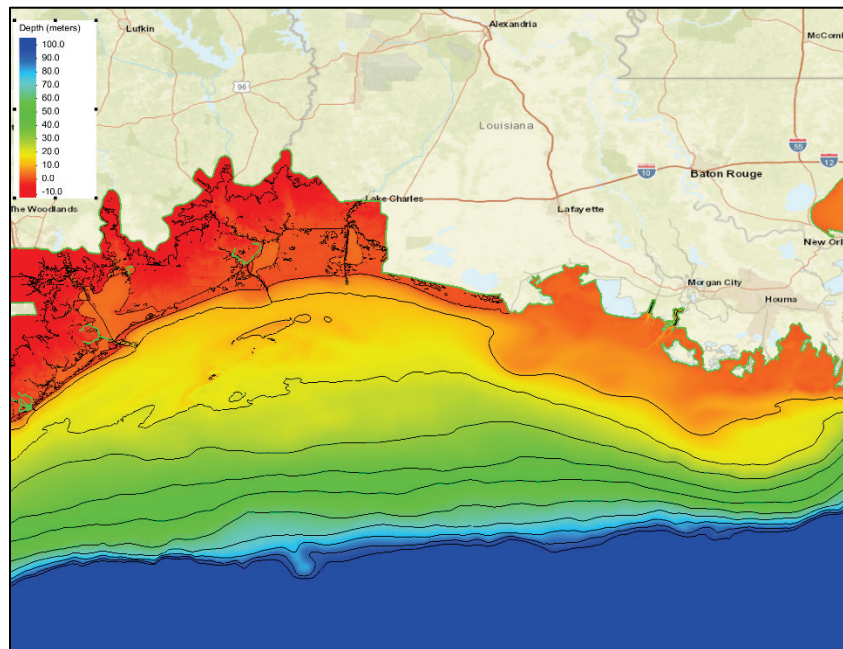 Lufkin
Alexandria
McComb
Depth (meters)
100.0
90.0
80.0
70.0
60.0
50.0
40.0
30.0
20.0
10.0
0.0
-10.0
96
Louisiana
55
12
10
Baton Rouge
The Woodlands
Lake Charles
Lafayette
New Orl
Morgan City
Houma